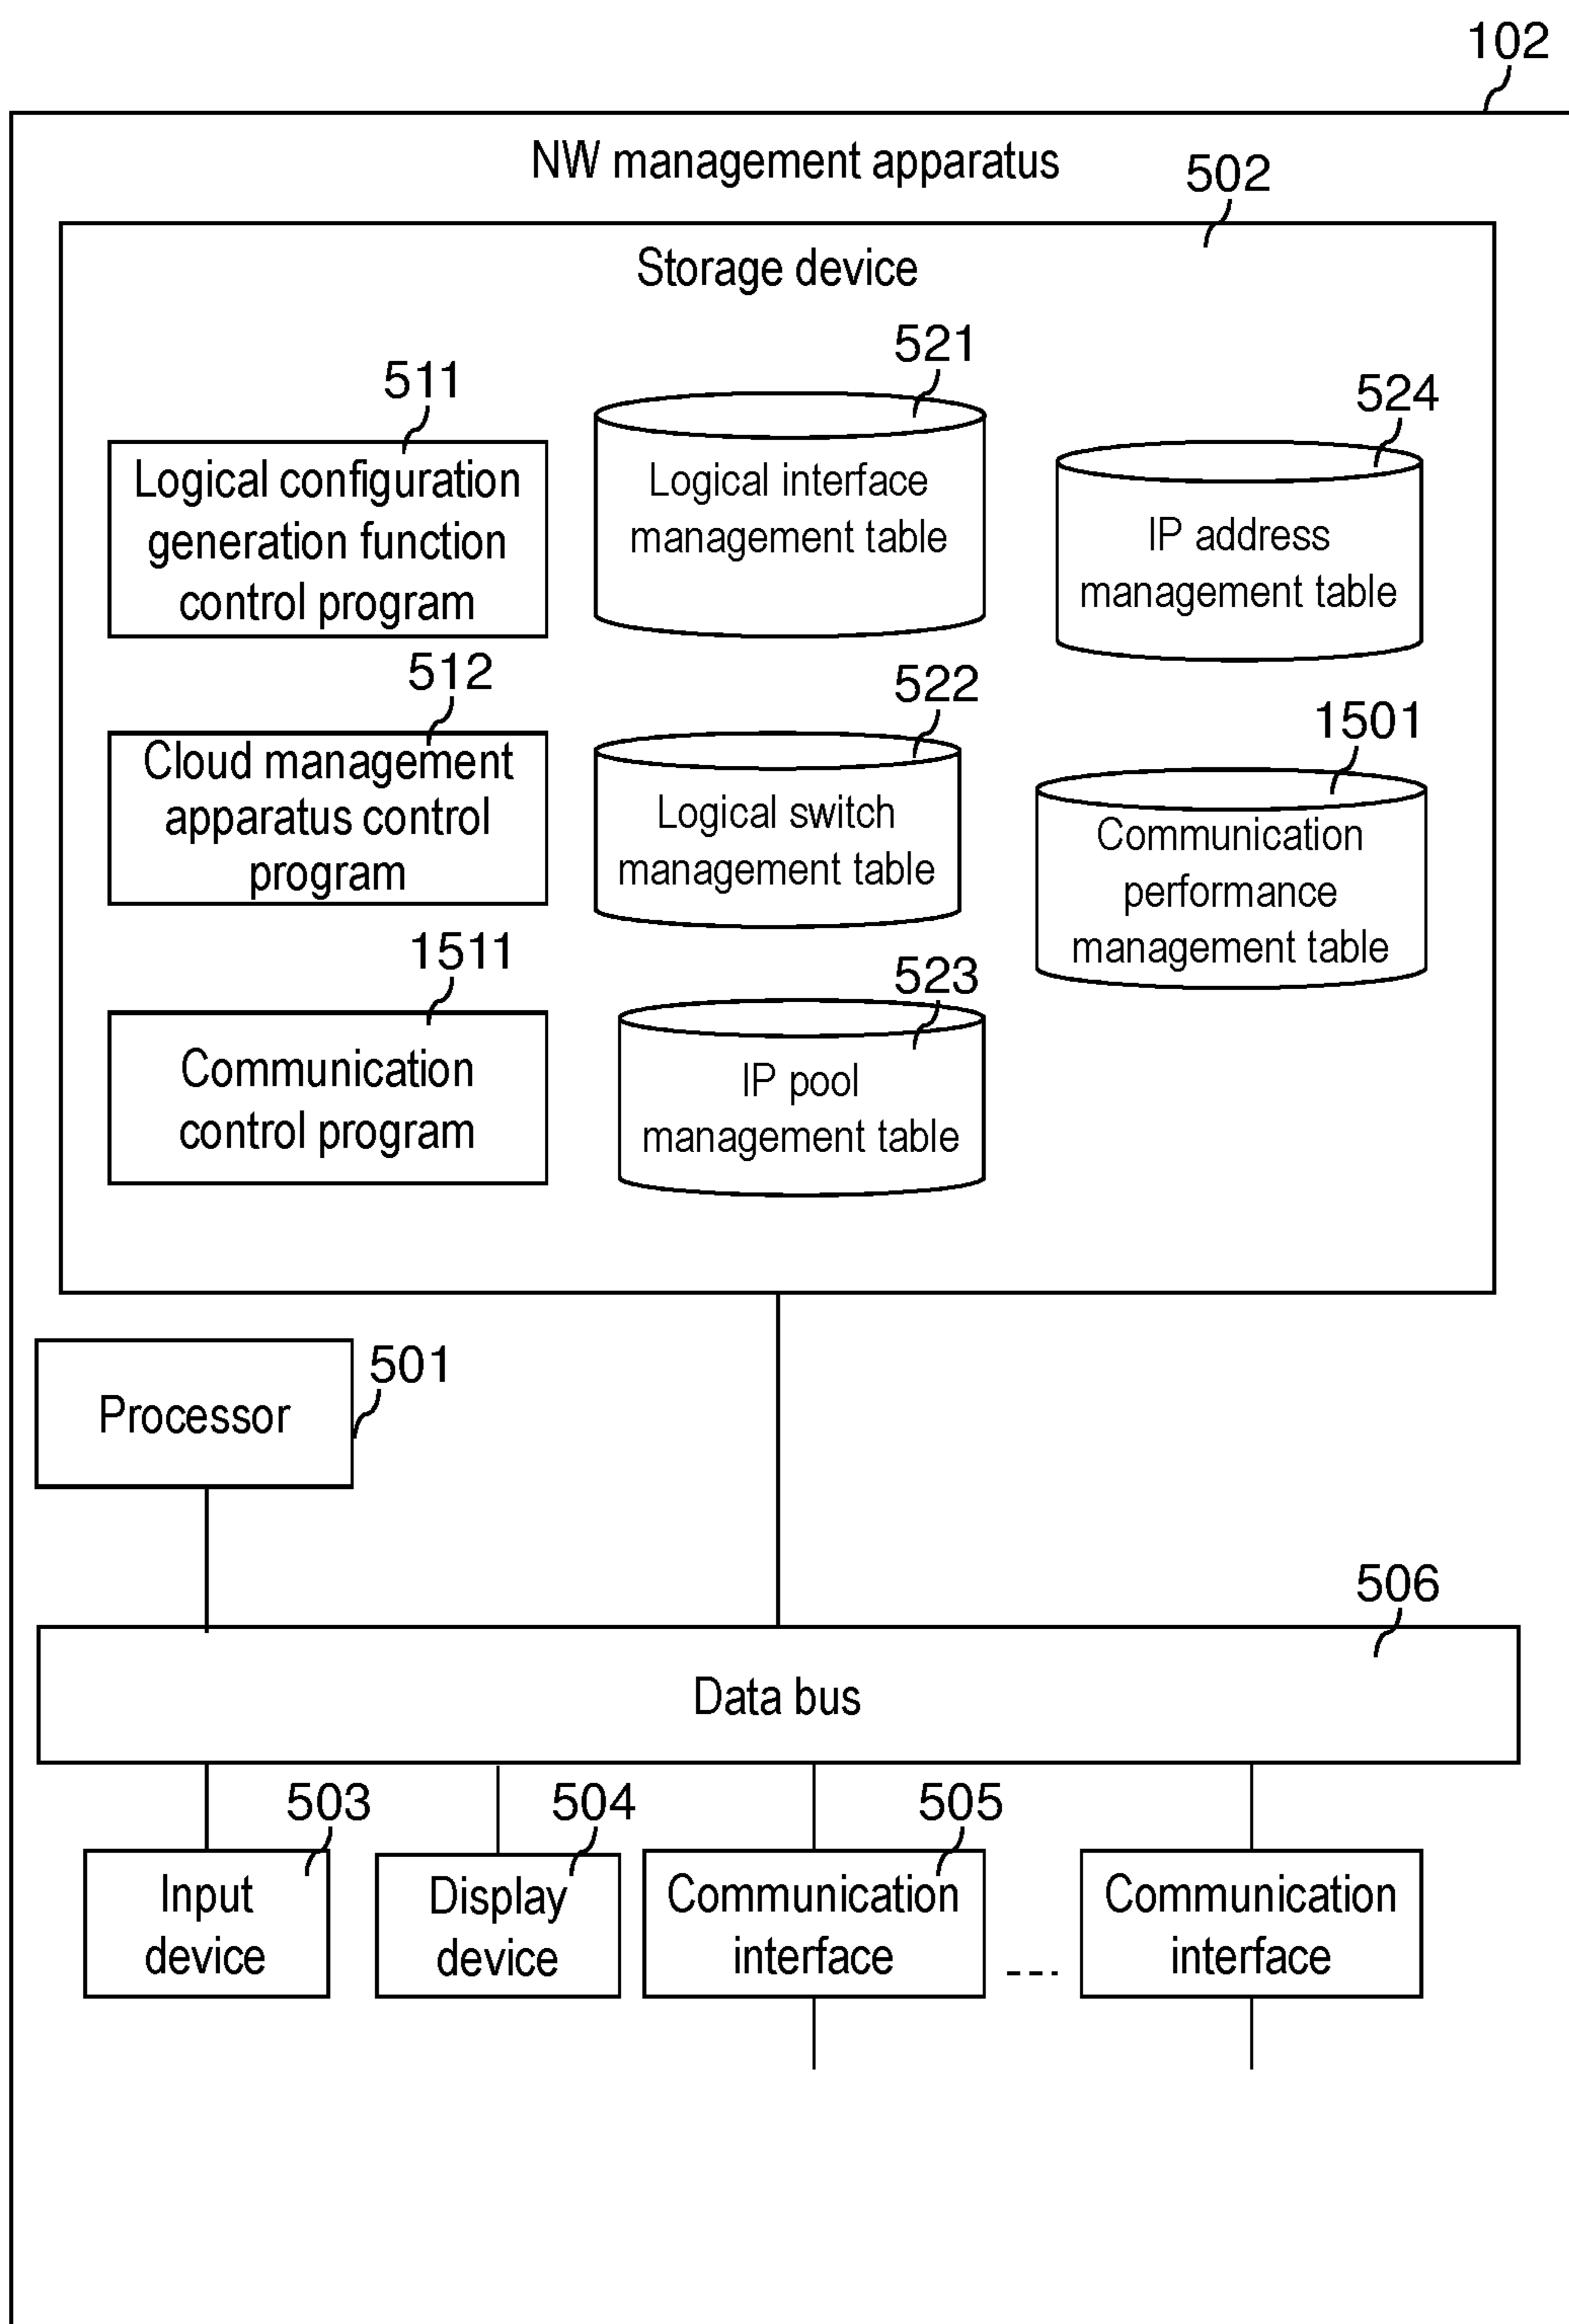 102
NW management apparatus
502
Storage device
511
Logical configuration
generation function
control program
521
Logical interface
management table
524
IP address
management table
512
Cloud management
apparatus control
program
522
Logical switch
management table
1501
Communication
performance
management table
1511
Communication
control program
523
IP pool
management table
Processor
501
506
Data bus
503
Input
device
504
Display
device
505
Communication
interface
---
Communication
interface